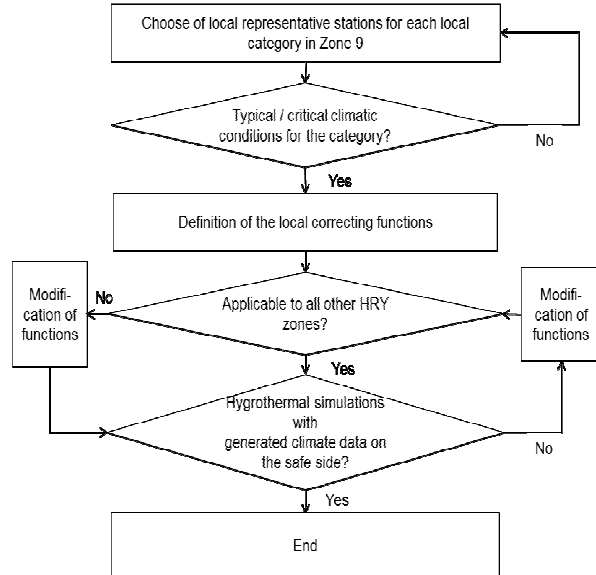 Choose of local representative stations for each local
category in Zone 9
Typical / critical climatic
conditions for the category?
No
Yes
Definition of the local correcting functions
Modifi-
cation of
functions
No
Applicable to all other HRY
zones?
Modifi-
cation of
functions
Yes
Hygrothermal simulations
with
generated climate data on
the safe side?
No
Yes
End